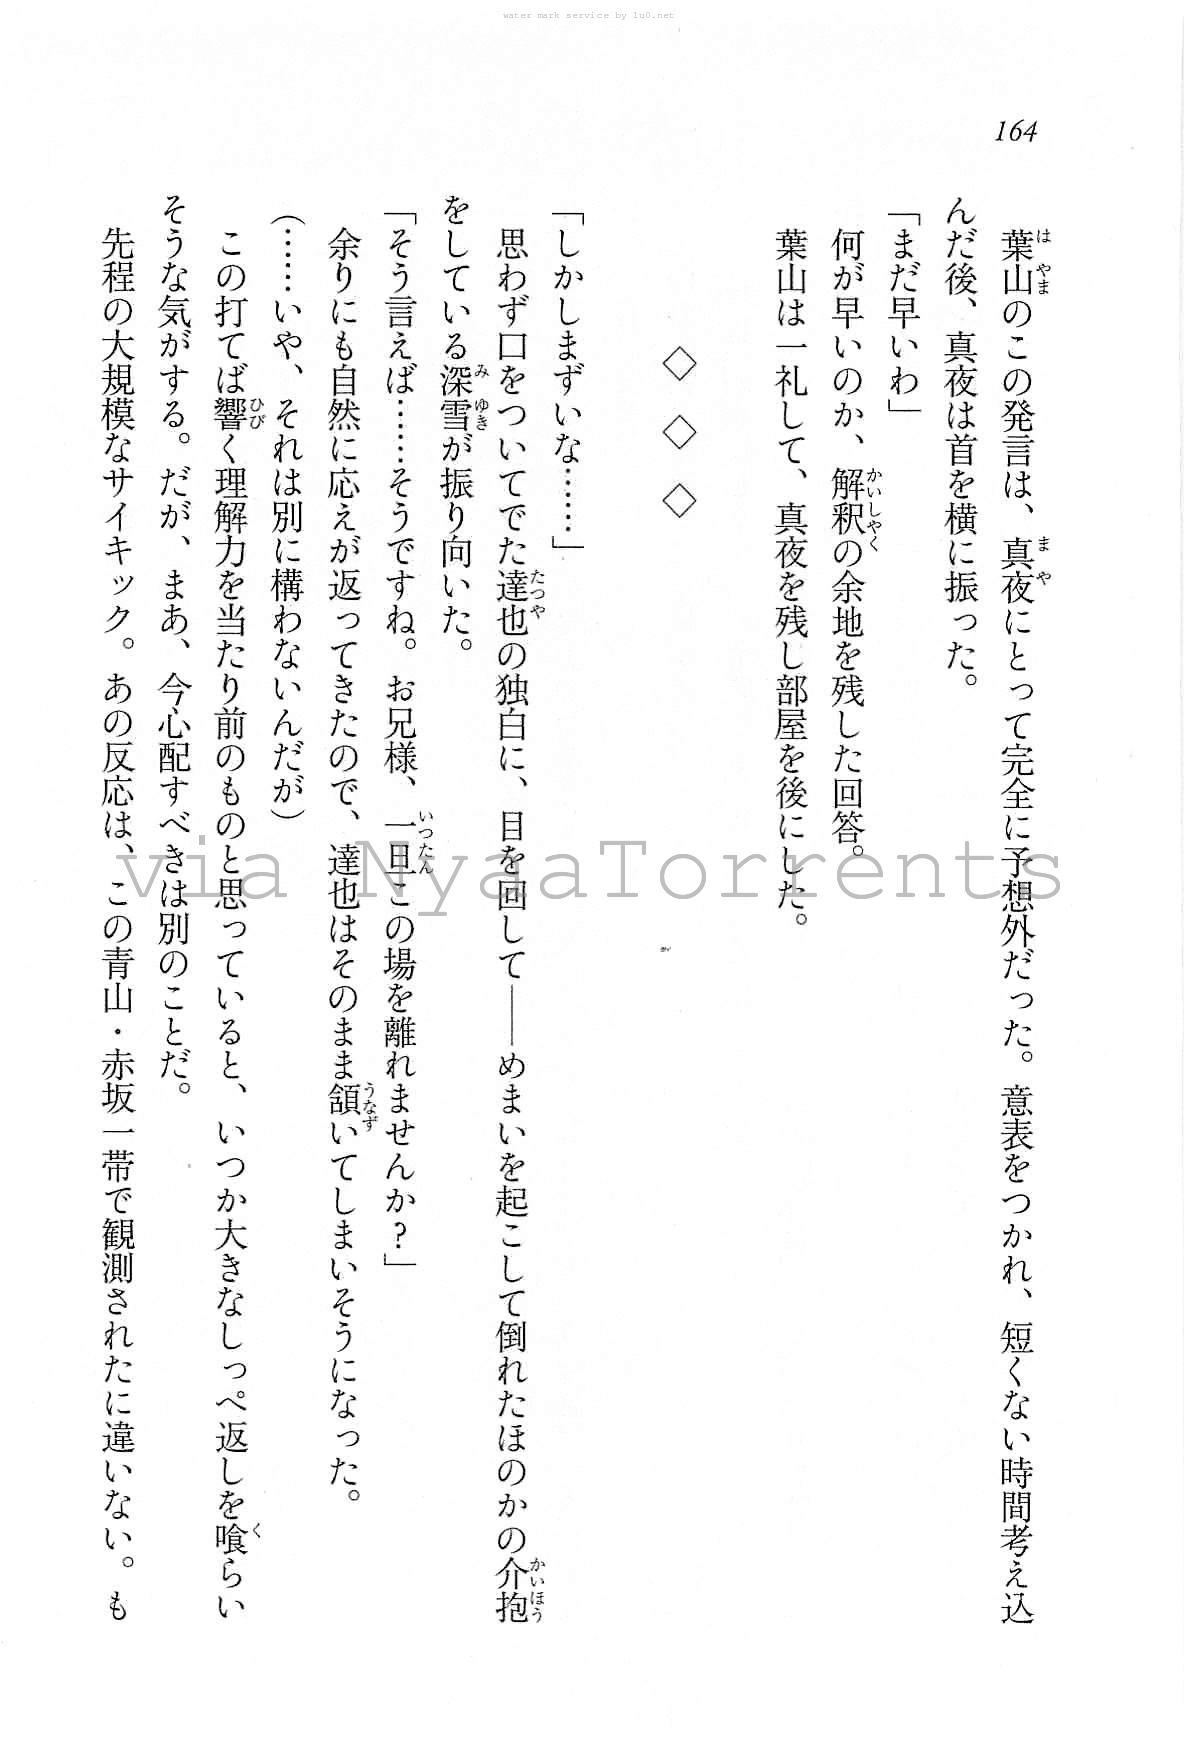 water mark service by lu0.net
164
葉山のこの発言は、真夜にとって完全に予想外だった。意表をつかれ、短くない時間考え込
んだ後、真夜は首を横に振った。
「まだ早いわ」
何が早いのか、解釈の余地を残した回答。
葉山は一礼して、真夜を残し部屋を後にした。
◇ ◇ ◇
「しかしまずいな……」
思わず口をついてでた達也の独白に、目を回して――めまいを起こして倒れたほのかの介抱
をしている深雪が振り向いた。
「そう言えば……そうですね。お兄様、一旦この場を離れませんか？」
余りにも自然に応えが返ってきたので、達也はそのまま頷いてしまいそうになった。
（……いや、それは別に構わないんだが）
この打てば響く理解力を当たり前のものと思っていると、いつか大きなしっぺ返しを喰らい
そうな気がする。だが、まあ、今心配すべきは別のことだ。
先程の大規模なサイキック。あの反応は、この青山・赤坂一帯で観測されたに違いない。も
via NyaaTorrents